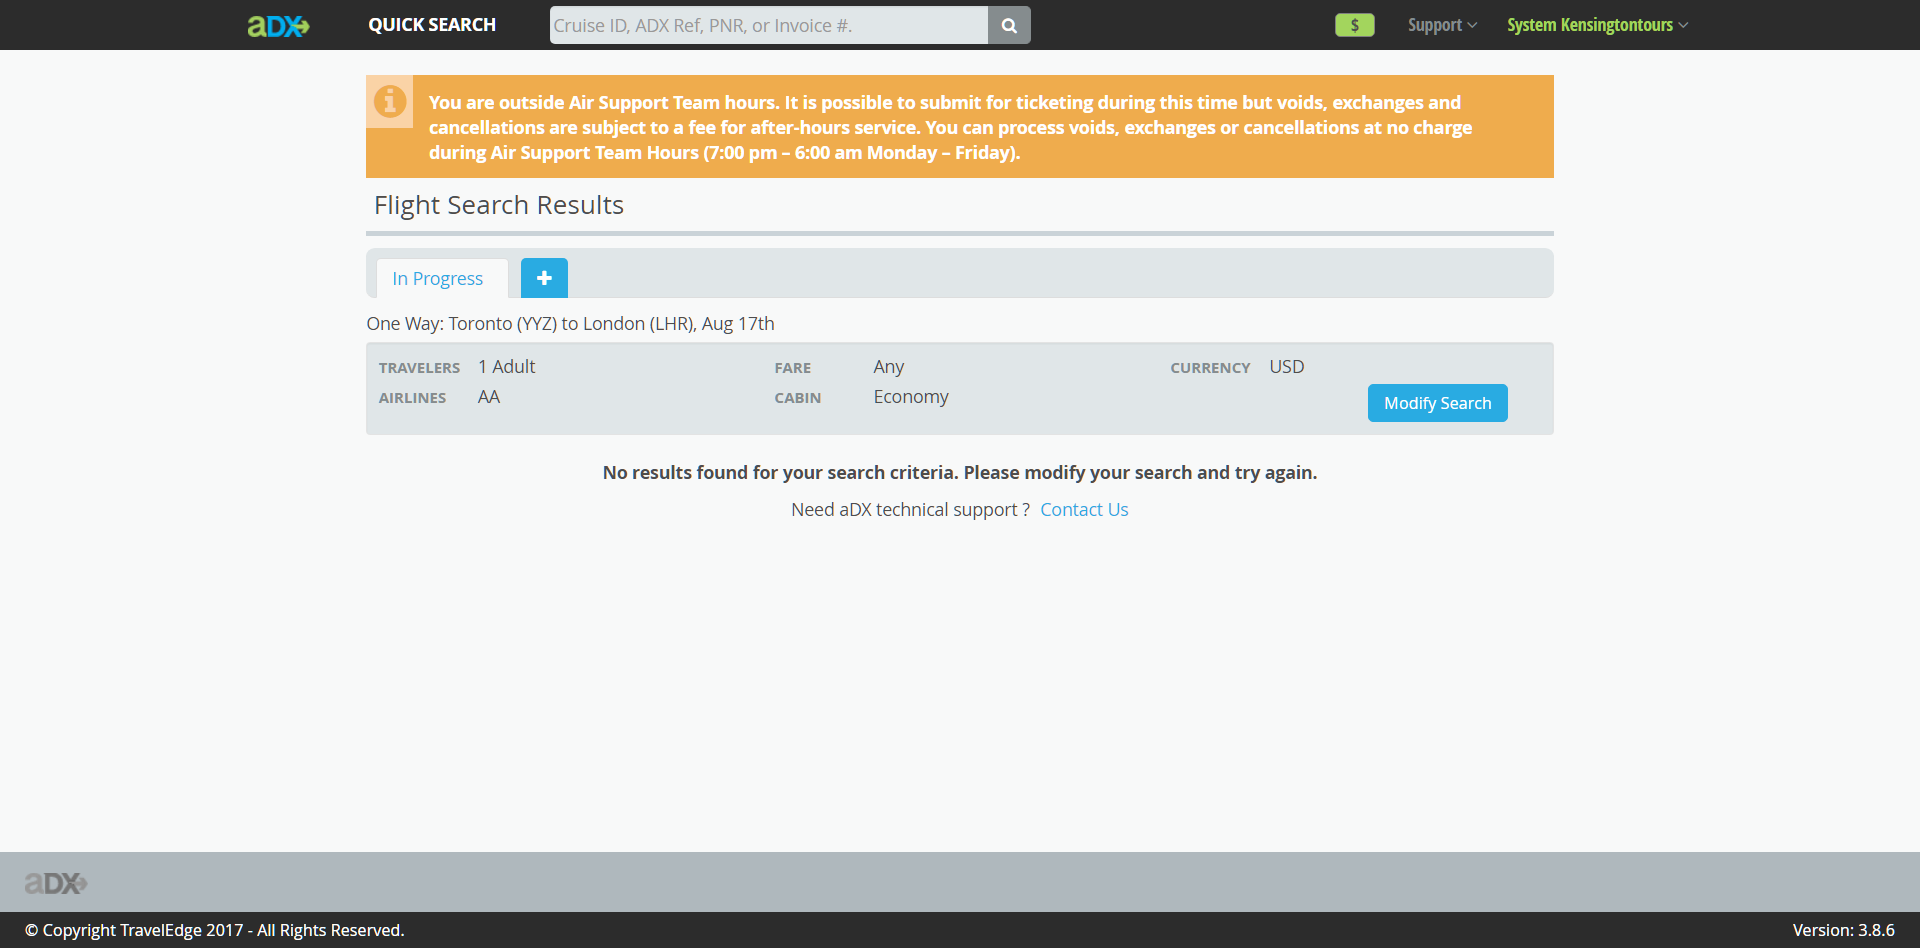 aDX QUICK SEARCH Cruise ID, ADX Ref, PNR, or Invoice #. $ Support System Kensingtontours
You are outside Air Support Team hours. It is possible to submit for ticketing during this time but voids, exchanges and
cancellations are subject to a fee for after-hours service. You can process voids, exchanges or cancellations at no charge
during Air Support Team Hours (7:00 pm – 6:00 am Monday – Friday).
Flight Search Results
In Progress
One Way: Toronto (YYZ) to London (LHR), Aug 17th
TRAVELERS 1 Adult FARE Any CURRENCY USD
AIRLINES AA CABIN Economy
Modify Search
No results found for your search criteria. Please modify your search and try again.
Need aDX technical support ? Contact Us
aDX
© Copyright TravelEdge 2017 - All Rights Reserved. Version: 3.8.6